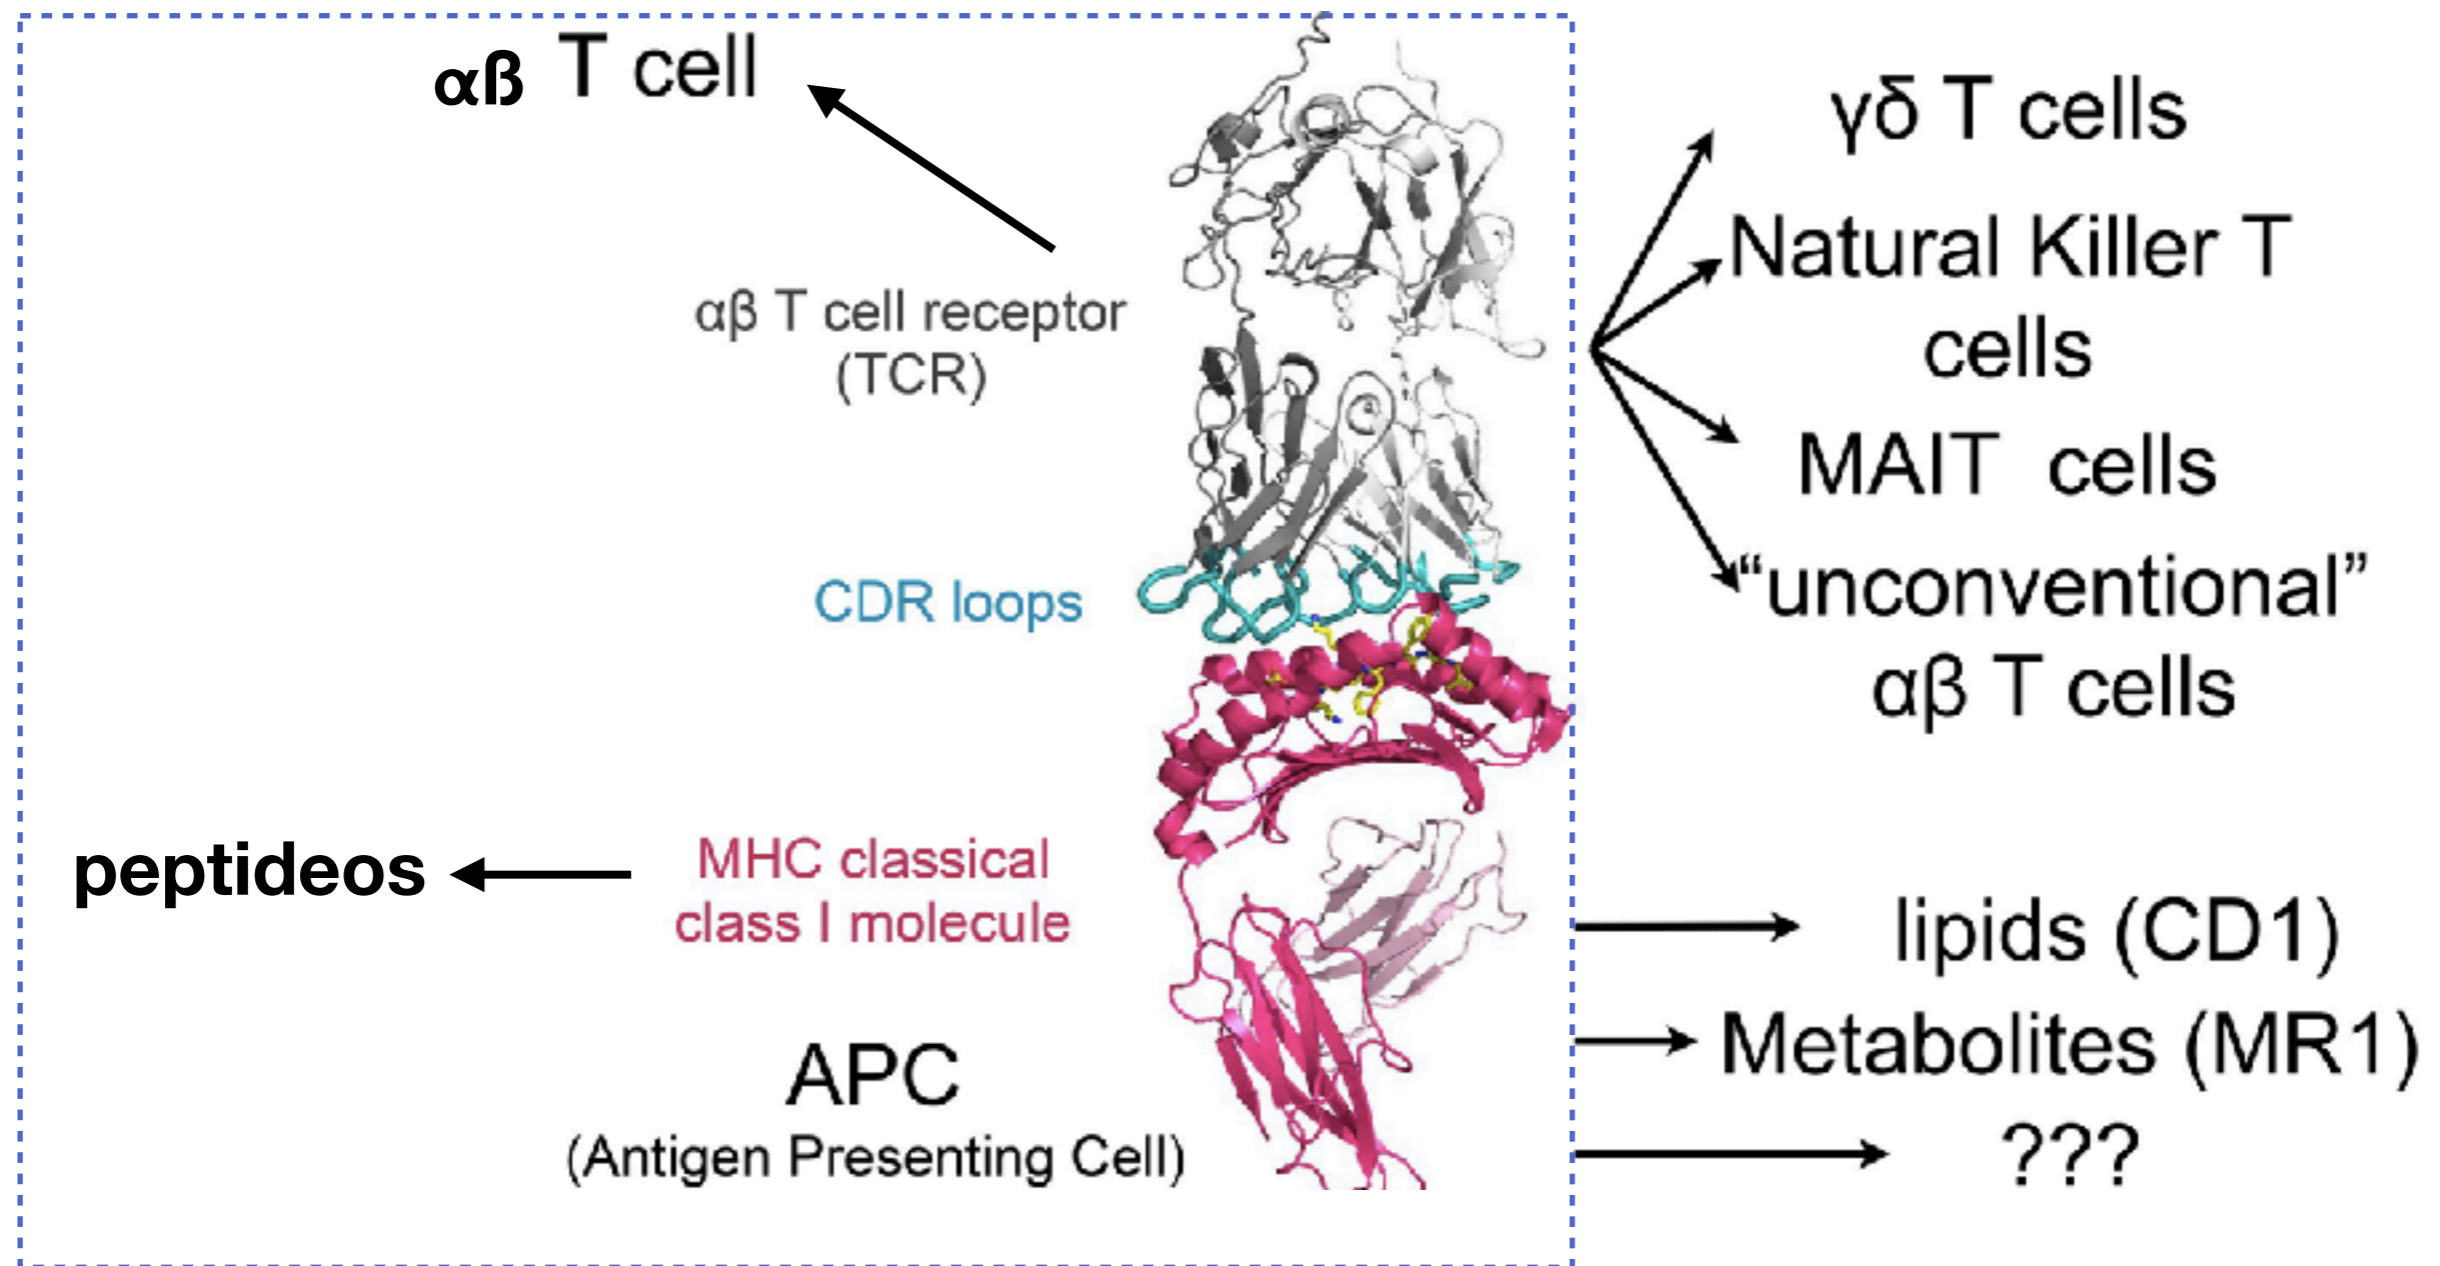 αß T cell
αβ T cell receptor
(TCR)
CDR loops
peptideos
MHC classical
class I molecule
APC
(Antigen Presenting Cell)
γδ T cells
Natural Killer T
cells
MAIT cells
“unconventional”
αβ T cells
lipids (CD1)
Metabolites (MR1)
???